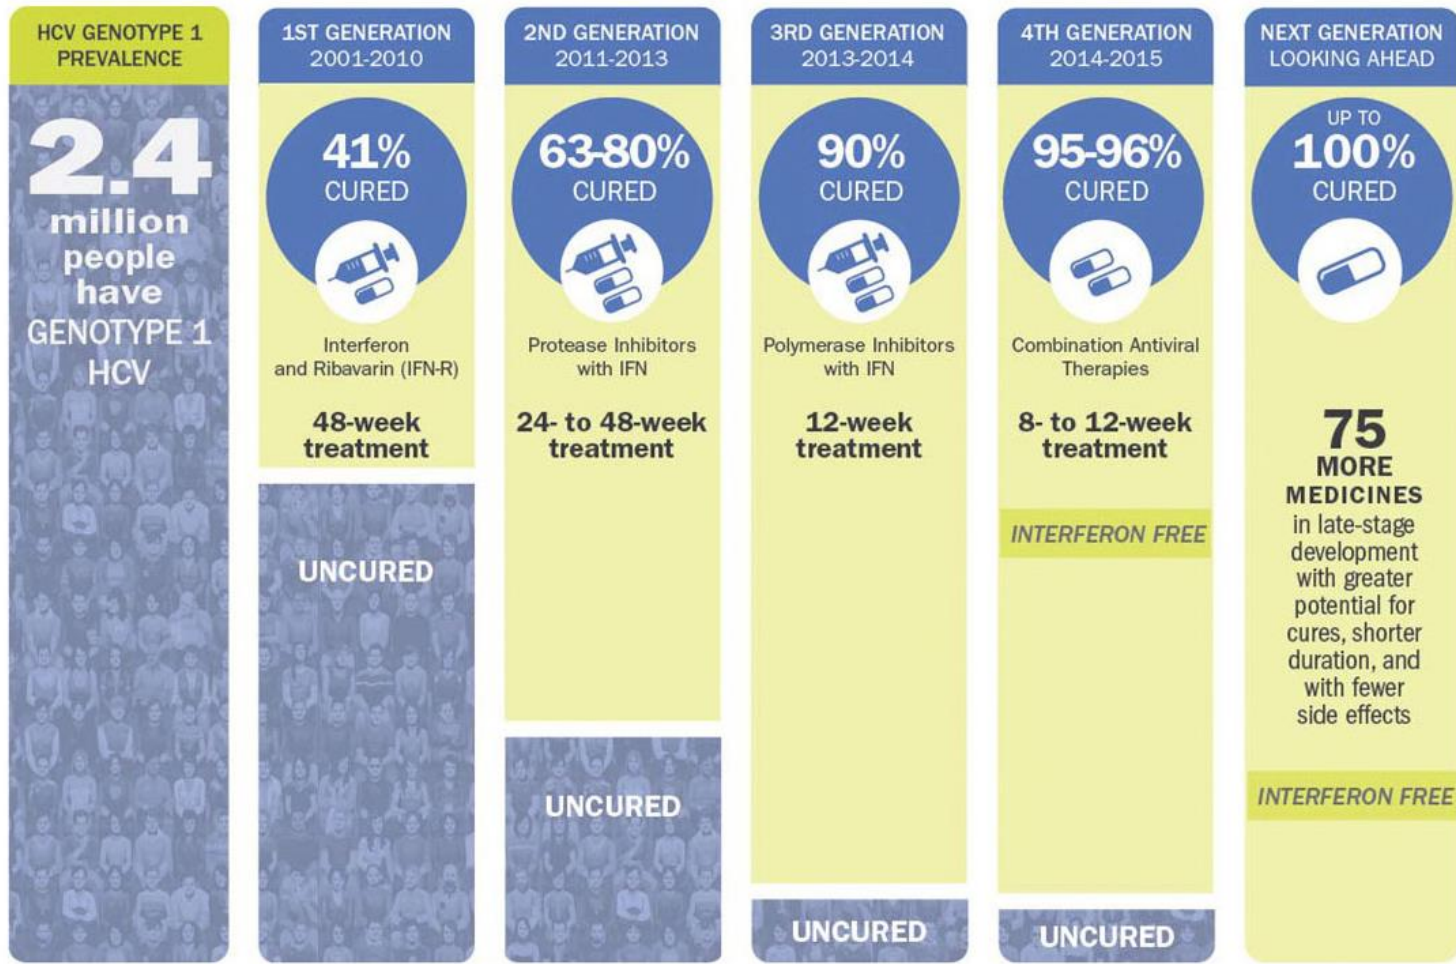 HCV GENOTYPE 1
PREVALENCE
2.4
million
people
have
GENOTYPE 1
HCV
1ST GENERATION
2001-2010
41%
CURED
Interferon
and Ribavarin (IFN-R)
48-week
treatment
UNCURED
2ND GENERATION
2011-2013
63-80%
CURED
Protease Inhibitors
with IFN
24- to 48-week
treatment
UNCURED
3RD GENERATION
2013-2014
90%
CURED
Polymerase Inhibitors
with IFN
12-week
treatment
UNCURED
4TH GENERATION
2014-2015
95-96%
CURED
Combination Antiviral
Therapies
8- to 12-week
treatment
INTERFERON FREE
UNCURED
NEXT GENERATION
LOOKING AHEAD
UP TO
100%
CURED
75
MORE
MEDICINES
in late-stage
development
with greater
potential for
cures, shorter
duration, and
with fewer
side effects
INTERFERON FREE